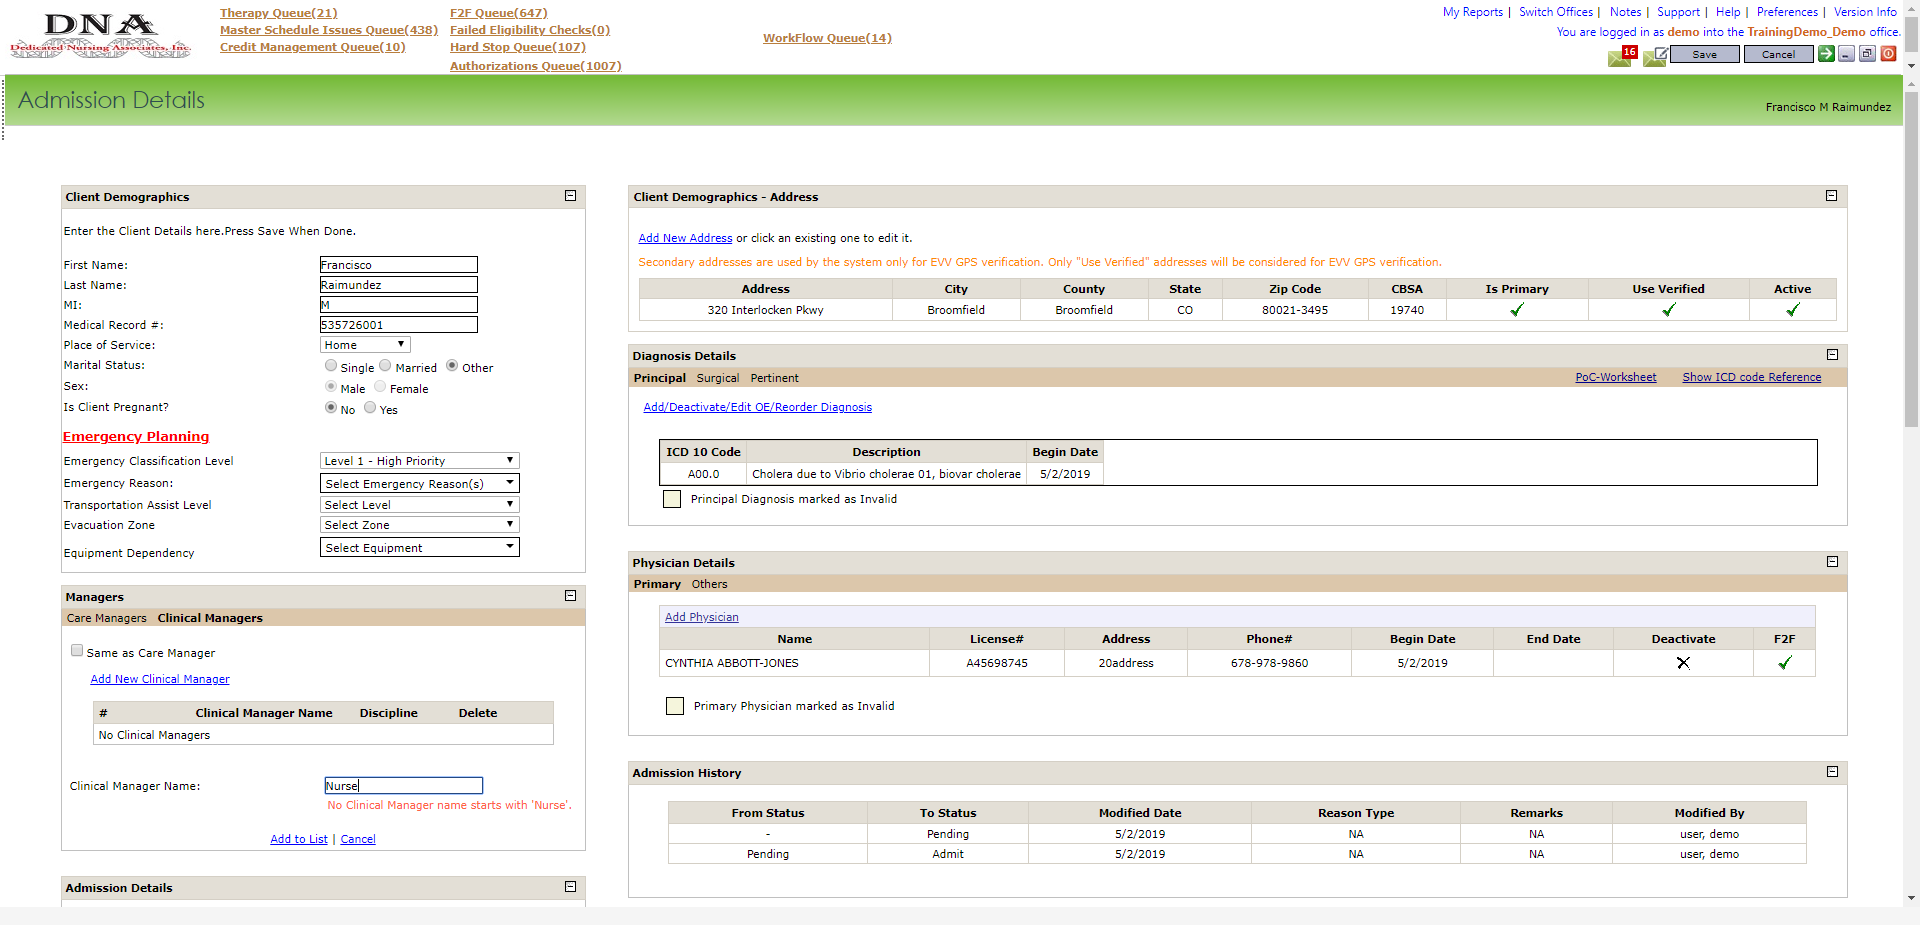 DNA
Dedicated Nursing Associates, Inc.
Therapy Queue(21)
Master Schedule Issues Queue(438)
Credit Management Queue(10)
F2F Queue(647)
Failed Eligibility Checks(0)
Hard Stop Queue(107)
Authorizations Queue(1007)
WorkFlow Queue(14)
My Reports | Switch Offices | Notes | Support | Help | Preferences | Version Info
You are logged in as demo into the TrainingDemo_Demo office.
16
Save Cancel
Admission Details
Francisco M Raimundez
Client Demographics
Enter the Client Details here.Press Save When Done.
First Name: Francisco
Last Name: Raimundez
MI: M
Medical Record #: 535726001
Place of Service: Home
Marital Status: Single Married Other
Sex: Male Female
Is Client Pregnant? No Yes
Emergency Planning
Emergency Classification Level Level 1 - High Priority
Emergency Reason: Select Emergency Reason(s)
Transportation Assist Level Select Level
Evacuation Zone Select Zone
Equipment Dependency Select Equipment
Managers
Care Managers Clinical Managers
Same as Care Manager
Add New Clinical Manager
# Clinical Manager Name Discipline Delete
No Clinical Managers
Clinical Manager Name: Nurse
No Clinical Manager name starts with 'Nurse'.
Add to List | Cancel
Admission Details
Client Demographics - Address
Add New Address or click an existing one to edit it.
Secondary addresses are used by the system only for EVV GPS verification. Only "Use Verified" addresses will be considered for EVV GPS verification.
Address City County State Zip Code CBSA Is Primary Use Verified Active
320 Interlocken Pkwy Broomfield Broomfield CO 80021-3495 19740
Diagnosis Details
Principal Surgical Pertinent PoC-Worksheet Show ICD code Reference
Add/Deactivate/Edit OE/Reorder Diagnosis
ICD 10 Code Description Begin Date
A00.0 Cholera due to Vibrio cholerae 01, biovar cholerae 5/2/2019
Principal Diagnosis marked as Invalid
Physician Details
Primary Others
Add Physician
Name License# Address Phone# Begin Date End Date Deactivate F2F
CYNTHIA ABBOTT-JONES A45698745 20address 678-978-9860 5/2/2019
Primary Physician marked as Invalid
Admission History
From Status To Status Modified Date Reason Type Remarks Modified By
- Pending 5/2/2019 NA NA user, demo
Pending Admit 5/2/2019 NA NA user, demo